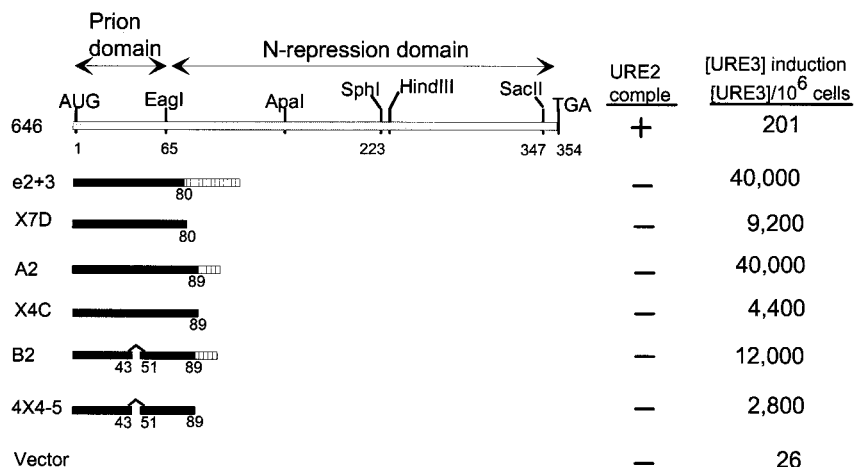 Prion domain
N-repression domain
URE2 comple
[URE3] induction
[URE3]/10^6 cells
AUG EagI ApaI SphI HindIII SacII TGA
646 + 201
1 65 223 347 354
e2+3 80 — 40,000
X7D 80 — 9,200
A2 89 — 40,000
X4C 89 — 4,400
B2 43 51 89 — 12,000
4X4-5 43 51 89 — 2,800
Vector — 26